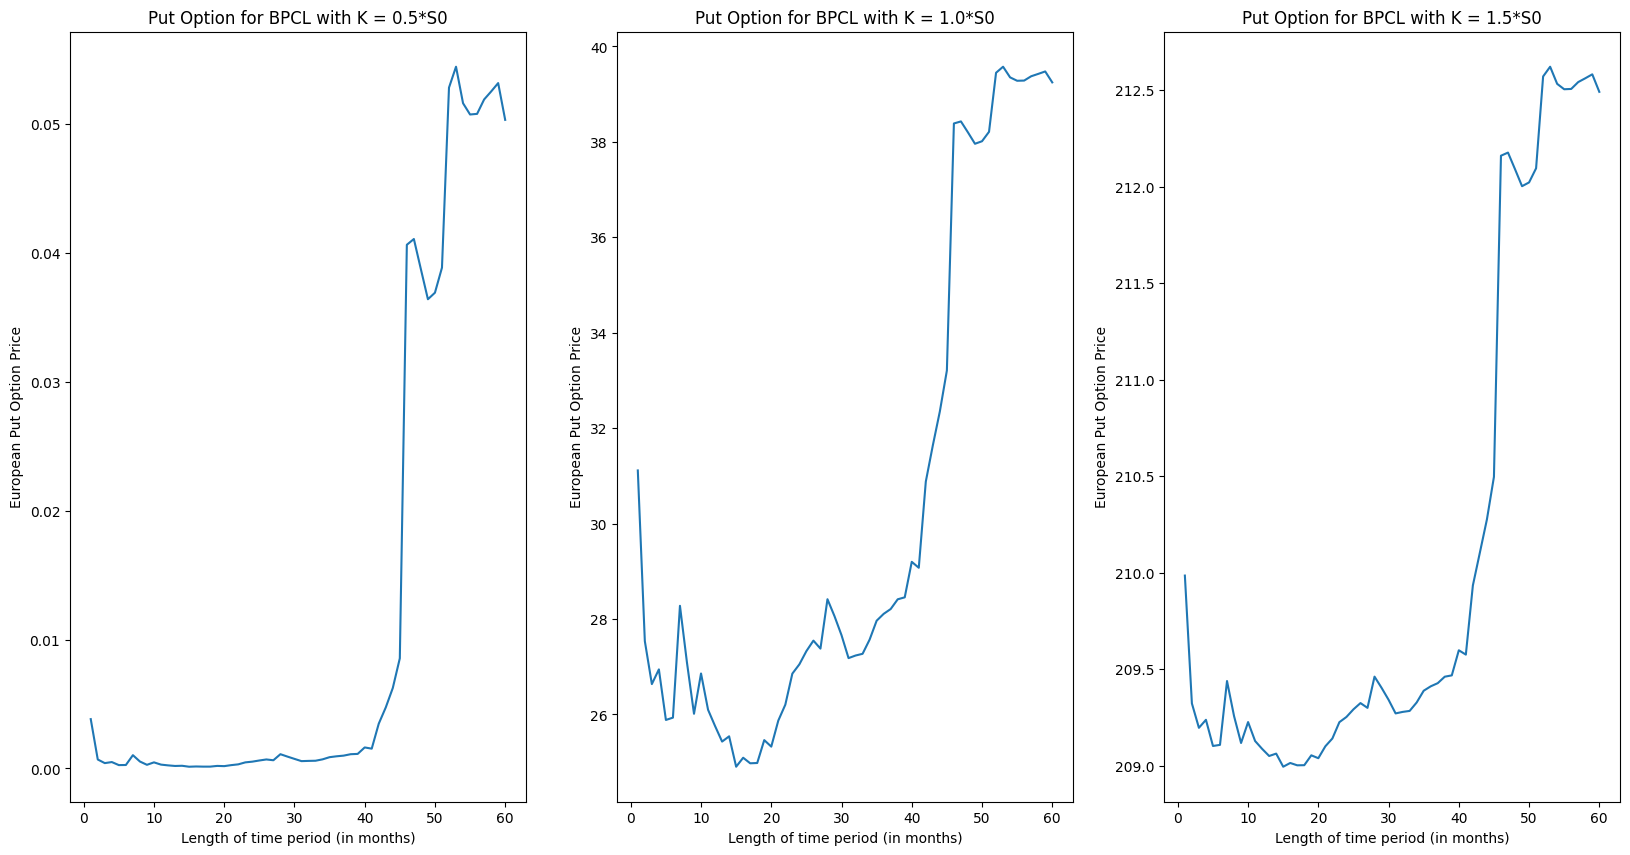 Put Option for BPCL with K = 0.5*S0
European Put Option Price
0.05
0.04
0.03
0.02
0.01
0.00
0 10 20 30 40 50 60
Length of time period (in months)
Put Option for BPCL with K = 1.0*S0
European Put Option Price
40
38
36
34
32
30
28
26
0 10 20 30 40 50 60
Length of time period (in months)
Put Option for BPCL with K = 1.5*S0
European Put Option Price
212.5
212.0
211.5
211.0
210.5
210.0
209.5
209.0
0 10 20 30 40 50 60
Length of time period (in months)